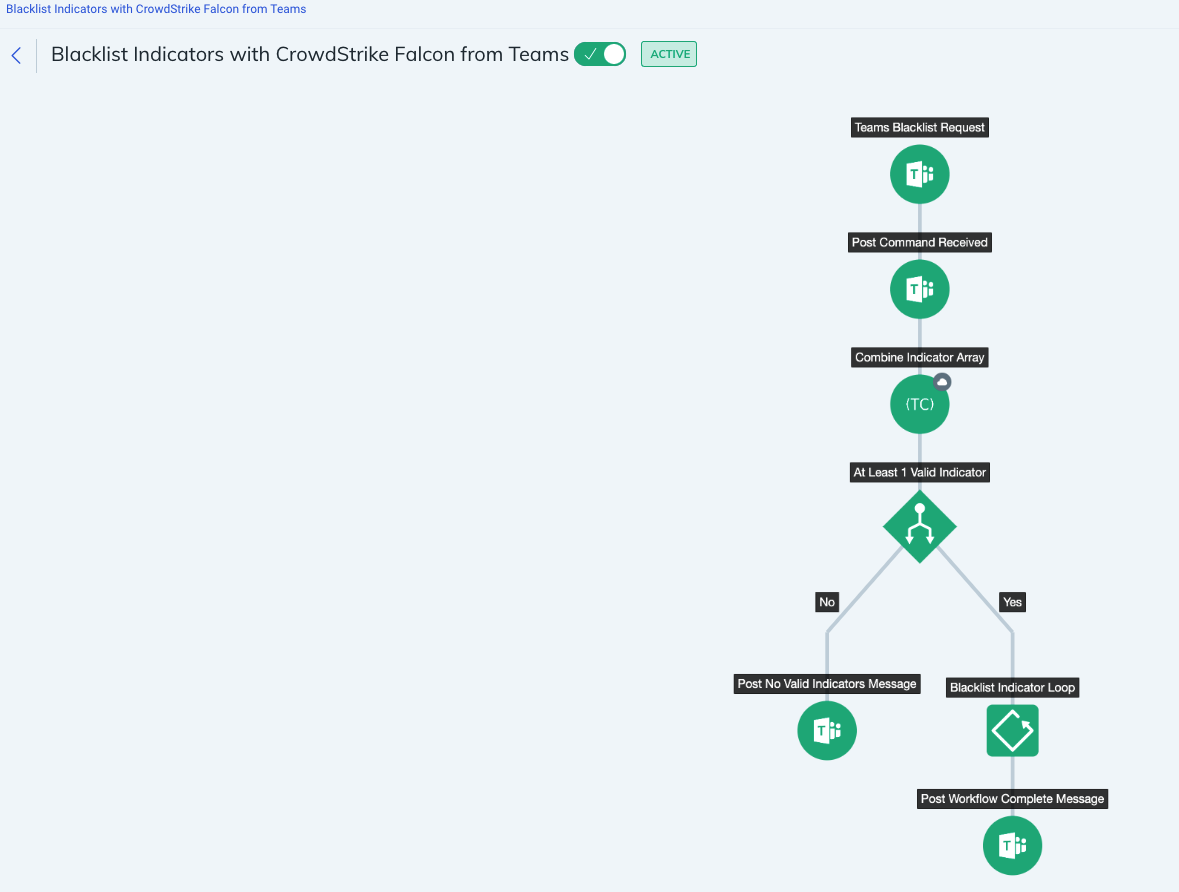 Blacklist Indicators with CrowdStrike Falcon from Teams
Blacklist Indicators with CrowdStrike Falcon from Teams
ACTIVE
Teams Blacklist Request
T
Post Command Received
T
Combine Indicator Array
(TC)
At Least 1 Valid Indicator
No
Yes
Post No Valid Indicators Message
T
Blacklist Indicator Loop
Post Workflow Complete Message
T